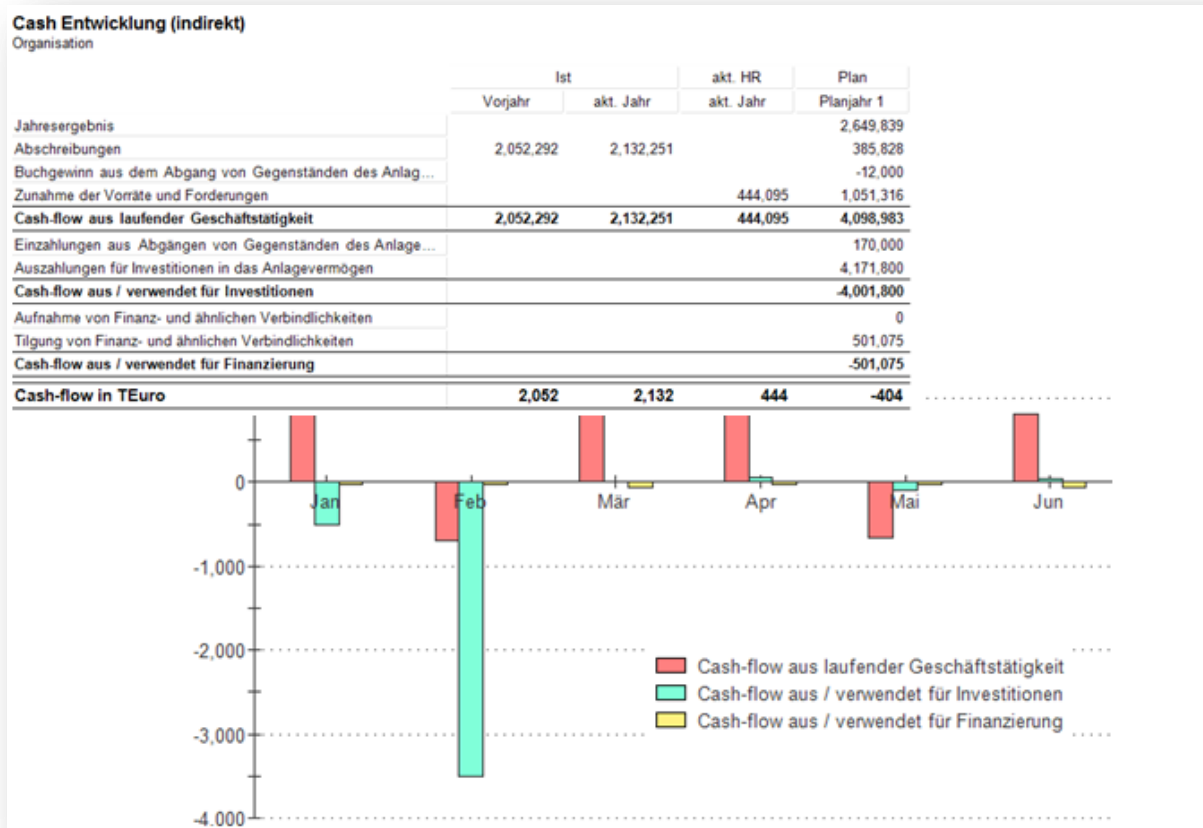 Cash Entwicklung (indirekt)
Organisation
Ist akt. HR Plan
Vorjahr akt. Jahr akt. Jahr Planjahr 1
Jahresergebnis 2,649,839
Abschreibungen 2,052,292 2,132,251 385,828
Buchgewinn aus dem Abgang von Gegenständen des Anlag... -12,000
Zunahme der Vorräte und Forderungen 444,095 1,051,316
Cash-flow aus laufender Geschäftstätigkeit 2,052,292 2,132,251 444,095 4,098,983
Einzahlungen aus Abgängen von Gegenständen des Anlage... 170,000
Auszahlungen für Investitionen in das Anlagevermögen 4,171,800
Cash-flow aus / verwendet für Investitionen -4,001,800
Aufnahme von Finanz- und ähnlichen Verbindlichkeiten 0
Tilgung von Finanz- und ähnlichen Verbindlichkeiten 501,075
Cash-flow aus / verwendet für Finanzierung -501,075
Cash-flow in TEuro 2,052 2,132 444 -404
0
Jan Feb Mär Apr Mai Jun
-1,000
-2,000
Cash-flow aus laufender Geschäftstätigkeit
Cash-flow aus / verwendet für Investitionen
Cash-flow aus / verwendet für Finanzierung
-3,000
-4,000